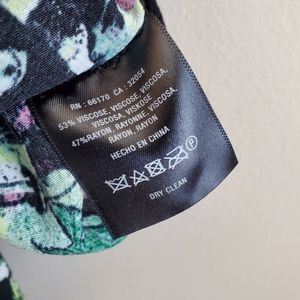 RN : 66170 CA : 32054
53% VISCOSE, VISCOSE, VISCOSA,
VISCOSA, VISKOSE
47%RAYON, RAYONNE, VISCOSA,
RAYON, RAYON
HECHO EN CHINA
P
DRY CLEAN